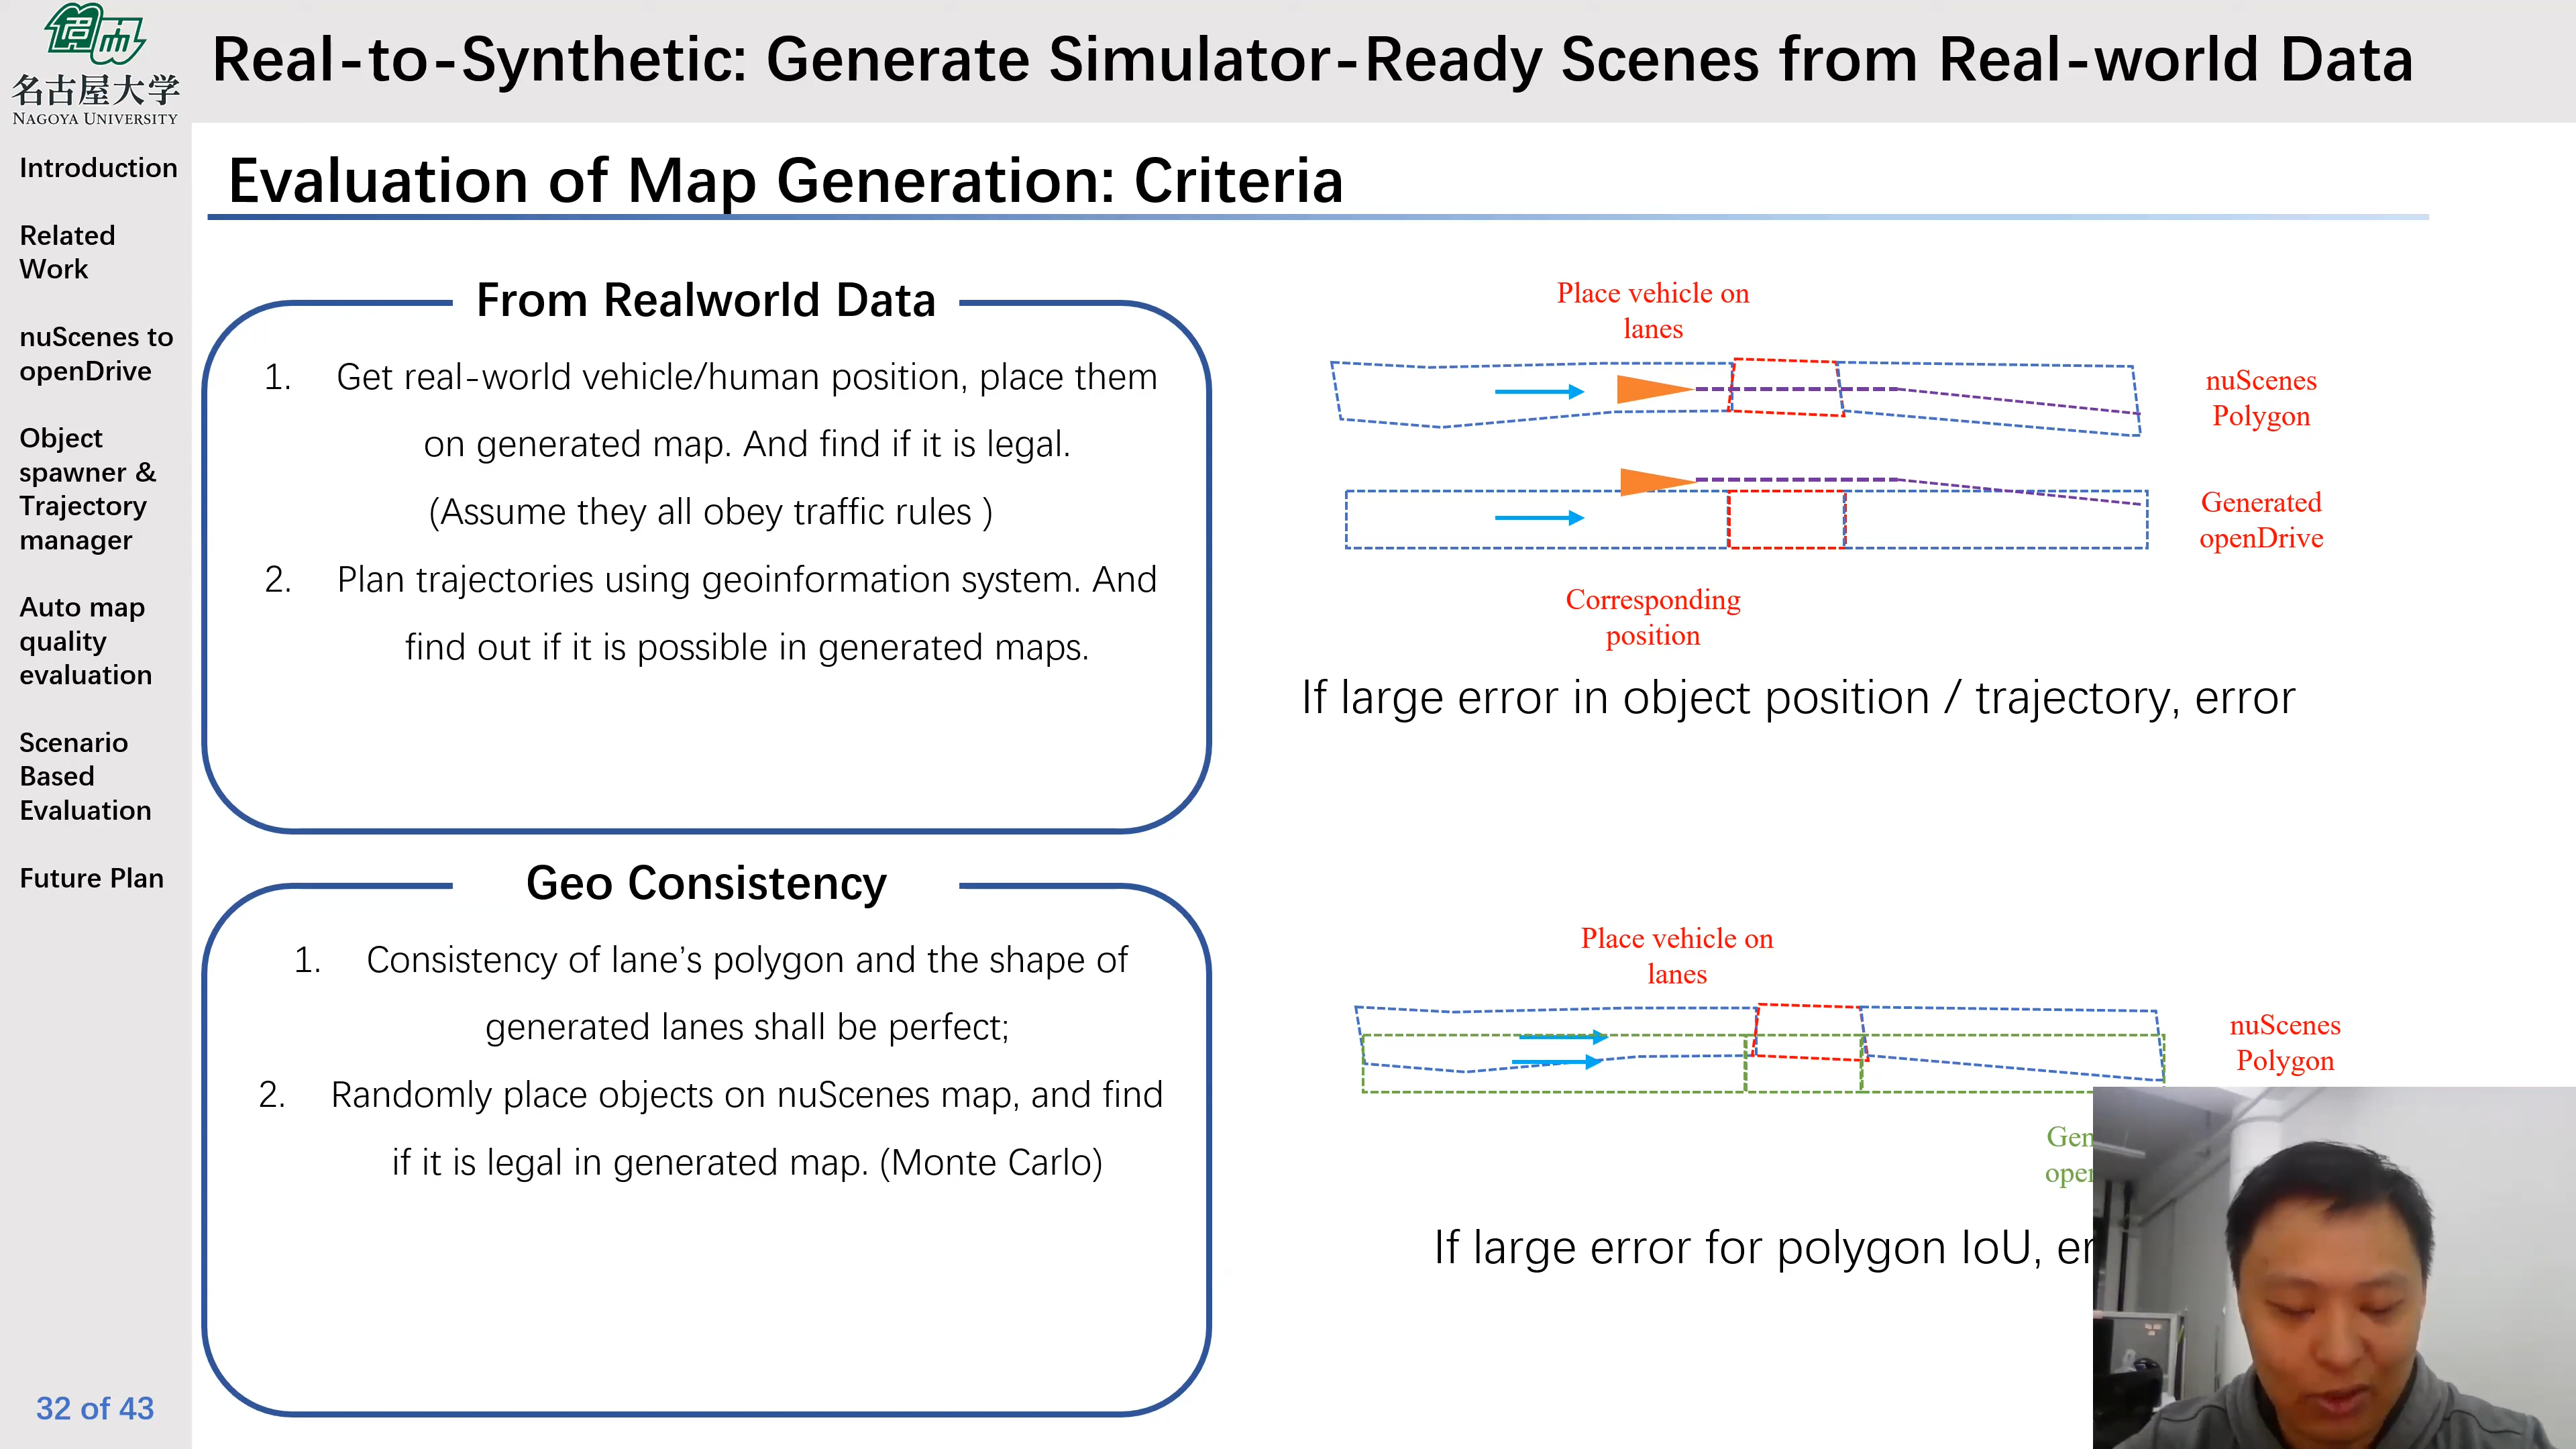 名古屋大学
NAGOYA UNIVERSITY
Real-to-Synthetic: Generate Simulator-Ready Scenes from Real-world Data
Introduction
Related
Work
nuScenes to
openDrive
Object
spawner &
Trajectory
manager
Auto map
quality
evaluation
Scenario
Based
Evaluation
Future Plan
32 of 43
Evaluation of Map Generation: Criteria
From Realworld Data
1. Get real-world vehicle/human position, place them
on generated map. And find if it is legal.
(Assume they all obey traffic rules )
2. Plan trajectories using geoinformation system. And
find out if it is possible in generated maps.
Place vehicle on
lanes
nuScenes
Polygon
Generated
openDrive
Corresponding
position
If large error in object position / trajectory, error
Geo Consistency
1. Consistency of lane’s polygon and the shape of
generated lanes shall be perfect;
2. Randomly place objects on nuScenes map, and find
if it is legal in generated map. (Monte Carlo)
Place vehicle on
lanes
nuScenes
Polygon
If large error for polygon IoU,